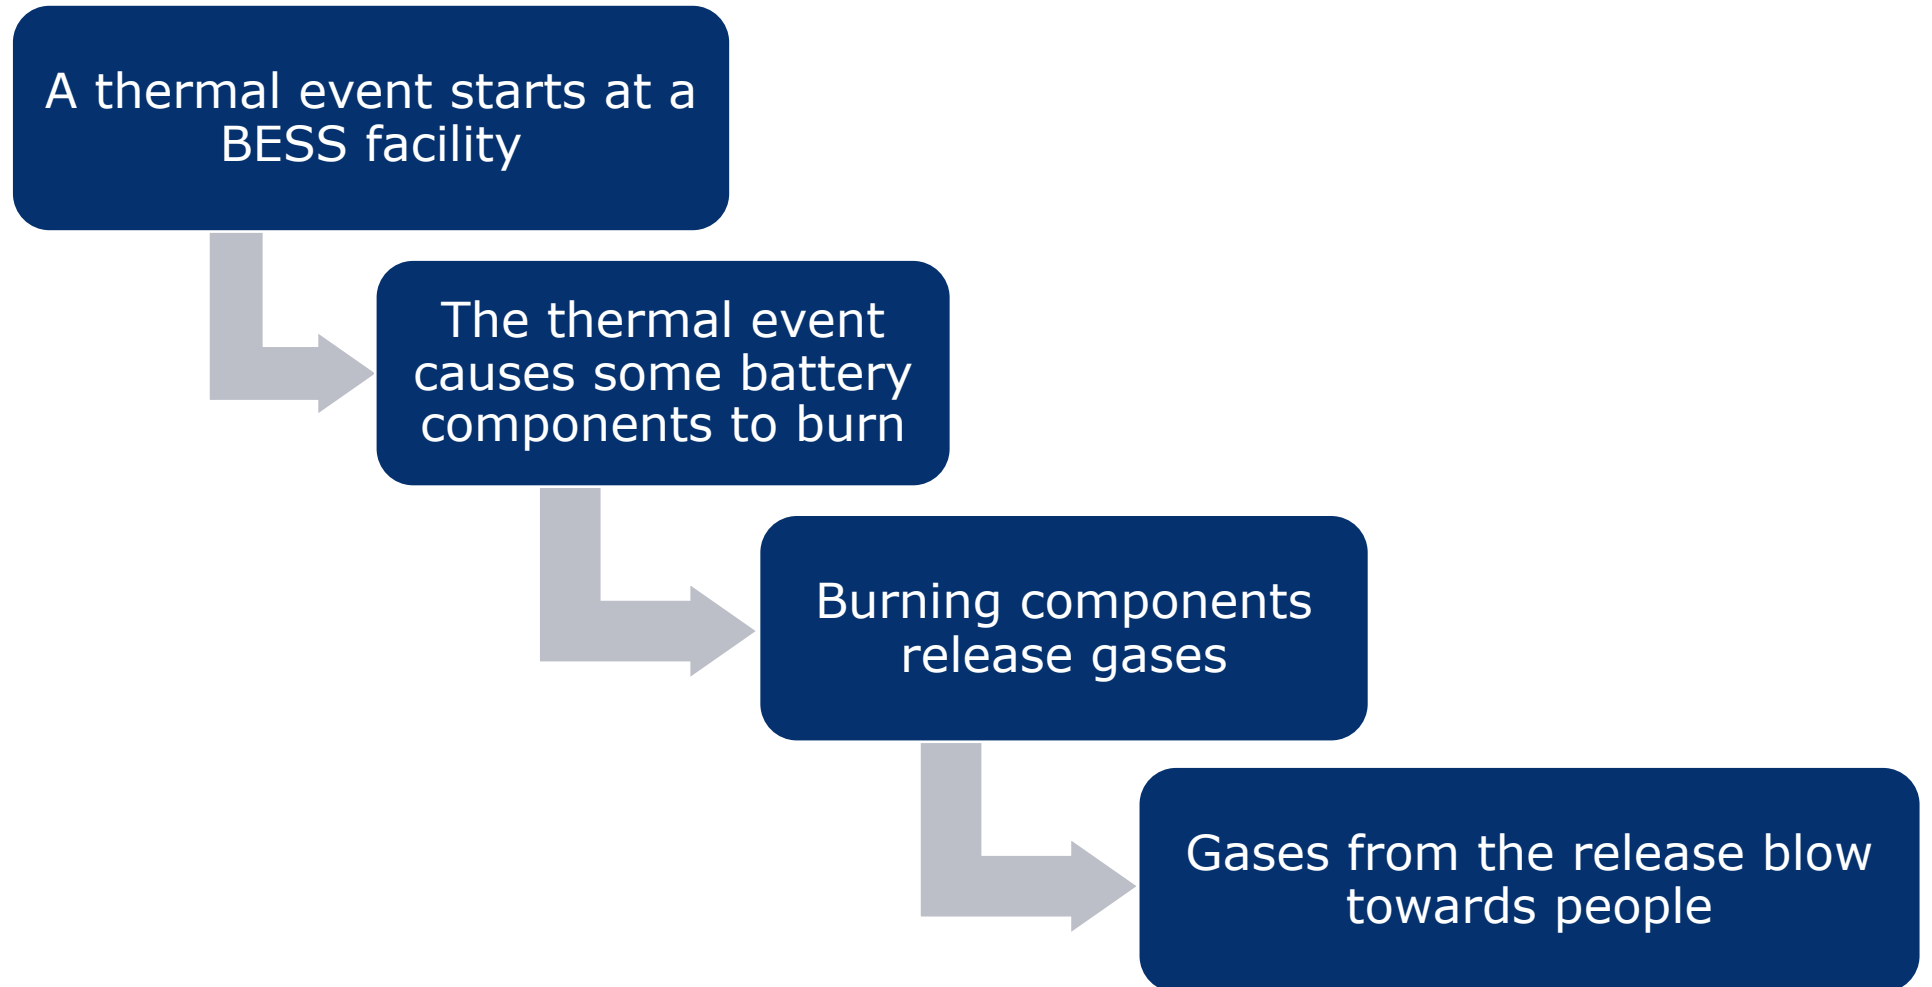 A thermal event starts at a
BESS facility
The thermal event
causes some battery
components to burn
Burning components
release gases
Gases from the release blow
towards people